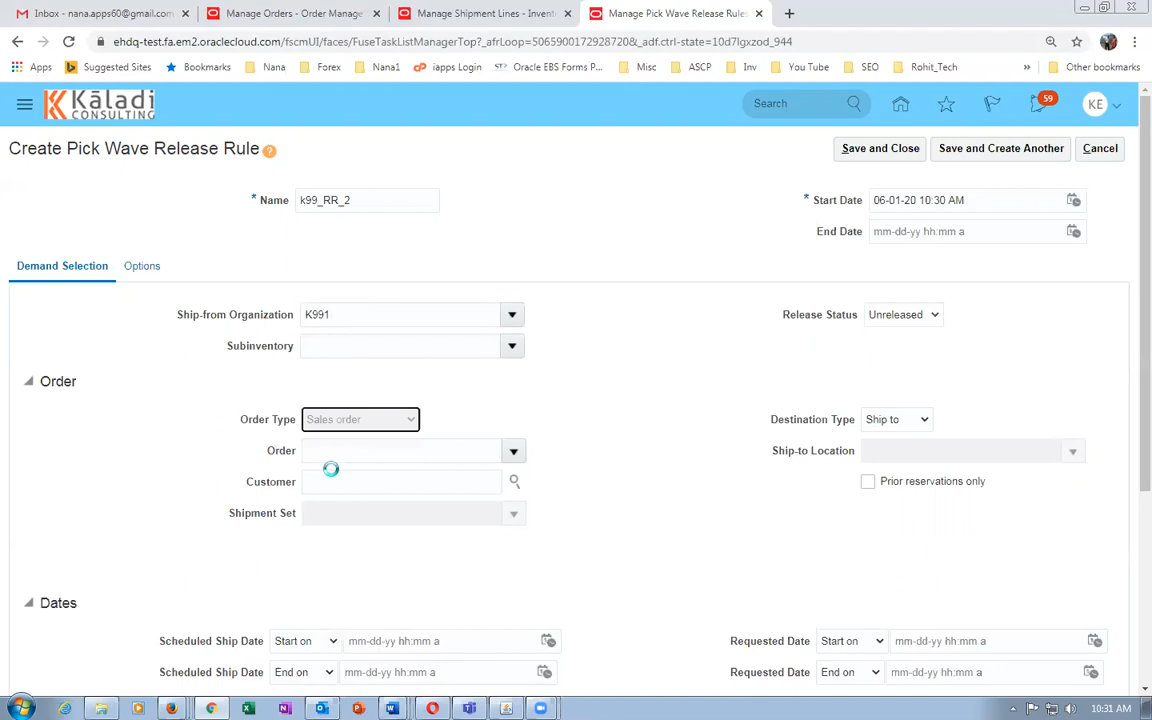 Inbox - nana.apps60@gmail.com
Manage Orders - Order Manage
Manage Shipment Lines - Invent
Manage Pick Wave Release Rules
ehdq-test.fa.em2.oraclecloud.com/fscmUI/faces/FuseTaskListManagerTop?_afrLoop=5065900172928720&_adf.ctrl-state=10d7lgxzod_944
Apps
Suggested Sites
Bookmarks
Nana
Forex
Nana1
iapps Login
Oracle EBS Forms P...
Misc
ASCP
Inv
You Tube
SEO
Rohit_Tech
»
Other bookmarks
Kāladi
CONSULTING
Search
59
KE
Create Pick Wave Release Rule
Save and Close
Save and Create Another
Cancel
* Name k99_RR_2
* Start Date 06-01-20 10:30 AM
End Date mm-dd-yy hh:mm a
Demand Selection
Options
Ship-from Organization K991
Release Status Unreleased
Subinventory
Order
Order Type Sales order
Destination Type Ship to
Order
Ship-to Location
Customer
Prior reservations only
Shipment Set
Dates
Scheduled Ship Date Start on mm-dd-yy hh:mm a
Requested Date Start on mm-dd-yy hh:mm a
Scheduled Ship Date End on mm-dd-yy hh:mm a
Requested Date End on mm-dd-yy hh:mm a
10:31 AM